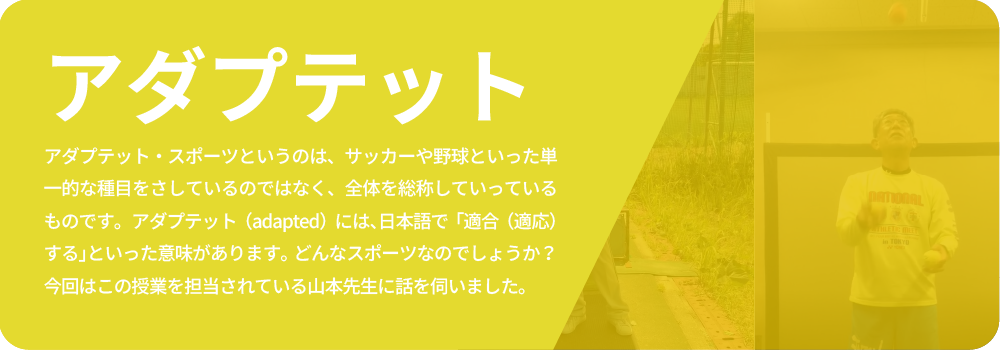 アダプテット
アダプテット・スポーツというのは、サッカーや野球といった単
一的な種目をさしているのではなく、全体を総称していっている
ものです。アダプテット（adapted）には､日本語で「適合（適応）
する｣といった意味があります。どんなスポーツなのでしょうか？
今回はこの授業を担当されている山本先生に話を伺いました。
NATIONAL